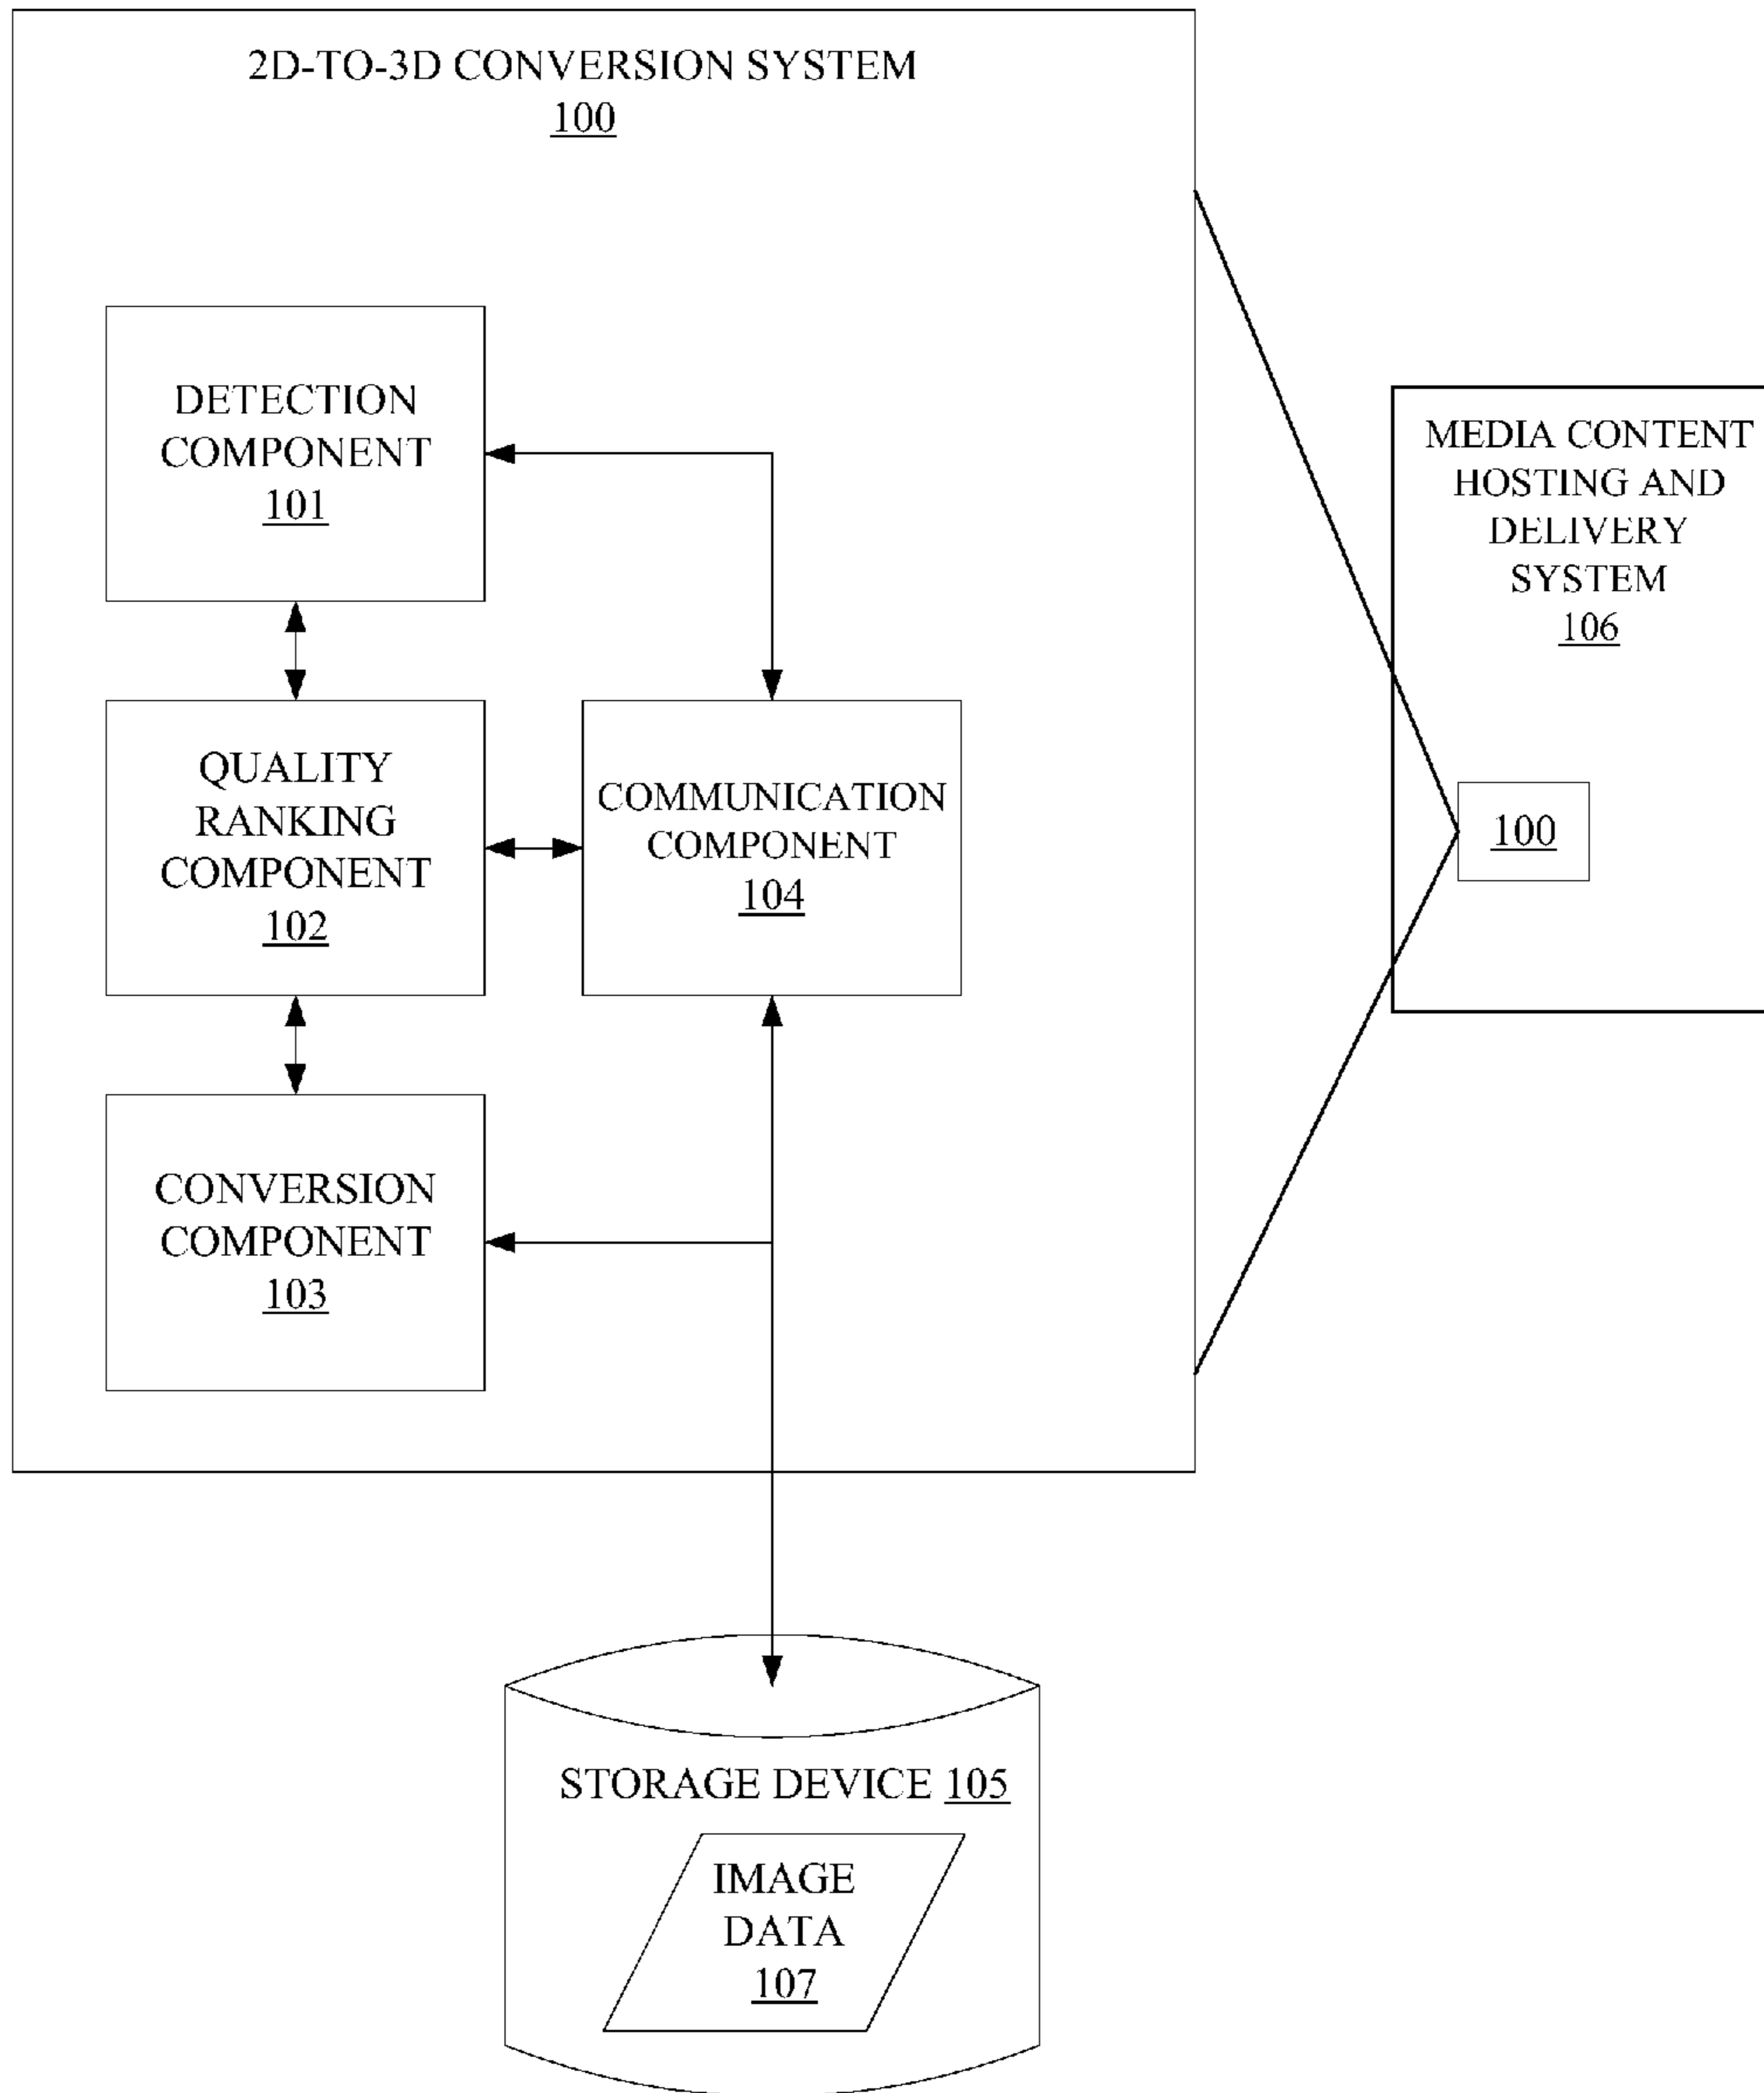 2D-TO-3D CONVERSION SYSTEM
100
DETECTION
COMPONENT
101
QUALITY
RANKING
COMPONENT
102
COMMUNICATION
COMPONENT
104
CONVERSION
COMPONENT
103
MEDIA CONTENT
HOSTING AND
DELIVERY
SYSTEM
106
100
STORAGE DEVICE 105
IMAGE
DATA
107